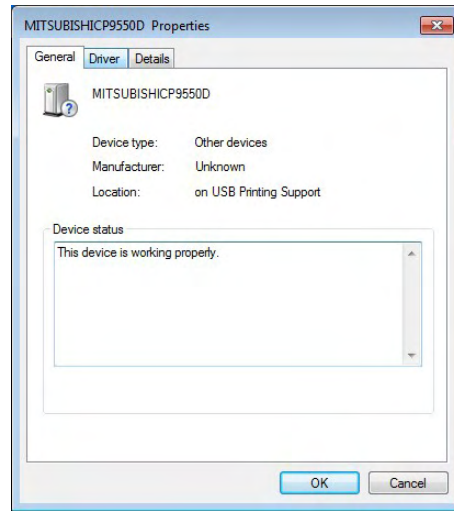 MITSUBISHICP9550D Properties
General Driver Details
MITSUBISHICP9550D
Device type: Other devices
Manufacturer: Unknown
Location: on USB Printing Support
Device status
This device is working properly.
OK Cancel